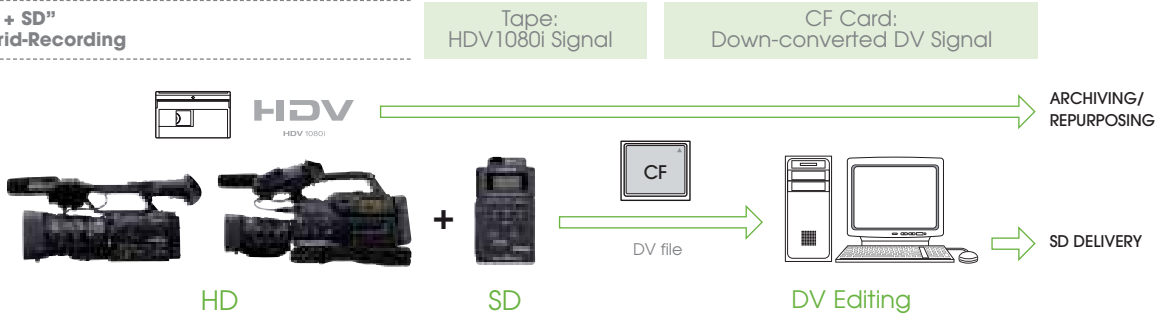 + SD”
rid-Recording
Tape:
HDV1080i Signal
CF Card:
Down-converted DV Signal
HDV
HDV 1080i
ARCHIVING/
REPURPOSING
CF
+
DV file
SD DELIVERY
HD
SD
DV Editing